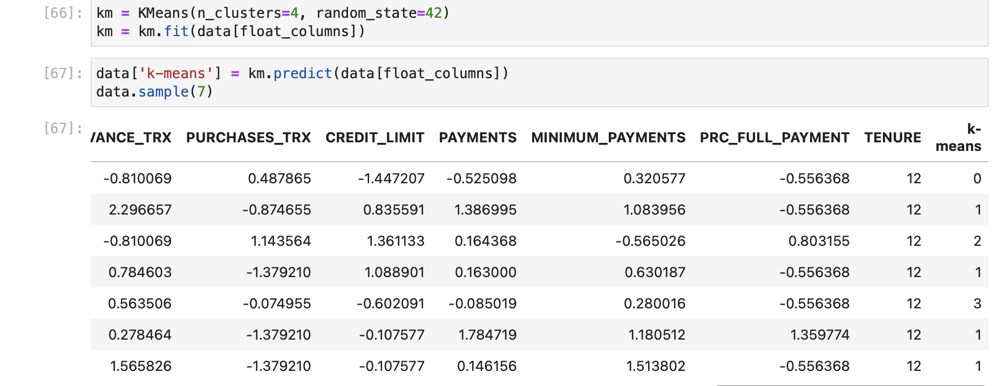 [66]: km = KMeans(n_clusters=4, random_state=42)
km = km.fit(data[float_columns])
[67]: data['k-means'] = km.predict(data[float_columns])
data.sample(7)
[67]:
VANCE_TRX PURCHASES_TRX CREDIT_LIMIT PAYMENTS MINIMUM_PAYMENTS PRC_FULL_PAYMENT TENURE k-
means
-0.810069 0.487865 -1.447207 -0.525098 0.320577 -0.556368 12 0
2.296657 -0.874655 0.835591 1.386995 1.083956 -0.556368 12 1
-0.810069 1.143564 1.361133 0.164368 -0.565026 0.803155 12 2
0.784603 -1.379210 1.088901 0.163000 0.630187 -0.556368 12 1
0.563506 -0.074955 -0.602091 -0.085019 0.280016 -0.556368 12 3
0.278464 -1.379210 -0.107577 1.784719 1.180512 1.359774 12 1
1.565826 -1.379210 -0.107577 0.146156 1.513802 -0.556368 12 1